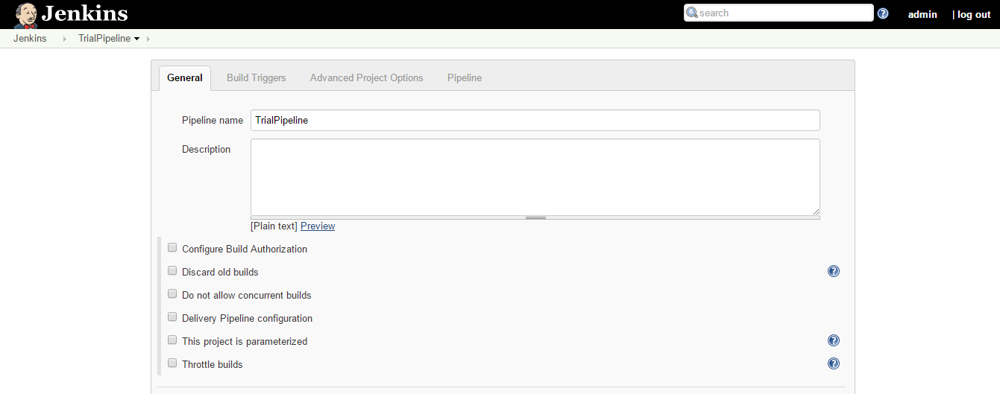 Jenkins search ? admin | log out
Jenkins TrialPipeline
General Build Triggers Advanced Project Options Pipeline
Pipeline name TrialPipeline
Description
[Plain text] Preview
Configure Build Authorization
Discard old builds ?
Do not allow concurrent builds
Delivery Pipeline configuration
This project is parameterized ?
Throttle builds ?